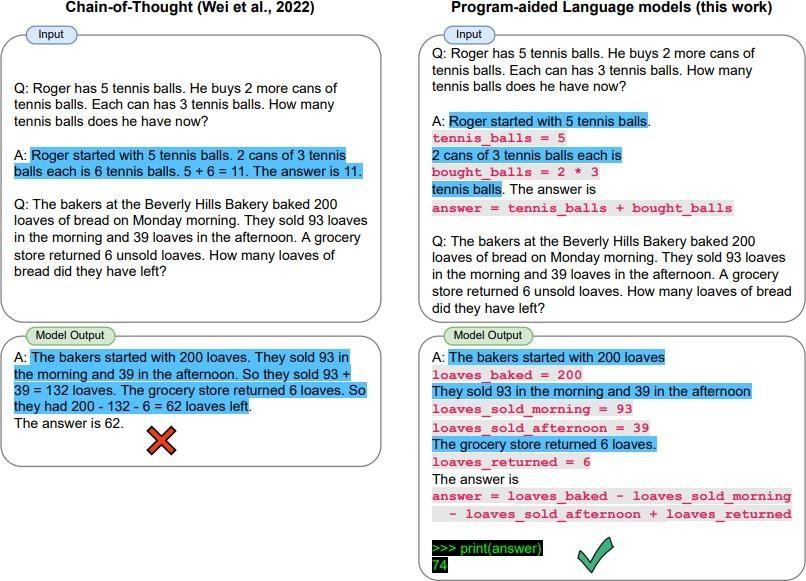 Chain-of-Thought (Wei et al., 2022)
Input
Q: Roger has 5 tennis balls. He buys 2 more cans of
tennis balls. Each can has 3 tennis balls. How many
tennis balls does he have now?
A: Roger started with 5 tennis balls. 2 cans of 3 tennis
balls each is 6 tennis balls. 5 + 6 = 11. The answer is 11.
Q: The bakers at the Beverly Hills Bakery baked 200
loaves of bread on Monday morning. They sold 93 loaves
in the morning and 39 loaves in the afternoon. A grocery
store returned 6 unsold loaves. How many loaves of
bread did they have left?
Model Output
A: The bakers started with 200 loaves. They sold 93 in
the morning and 39 in the afternoon. So they sold 93 +
39 = 132 loaves. The grocery store returned 6 loaves. So
they had 200 - 132 - 6 = 62 loaves left.
The answer is 62.
Program-aided Language models (this work)
Input
Q: Roger has 5 tennis balls. He buys 2 more cans of
tennis balls. Each can has 3 tennis balls. How many
tennis balls does he have now?
A: Roger started with 5 tennis balls.
tennis_balls = 5
2 cans of 3 tennis balls each is
bought_balls = 2 * 3
tennis balls. The answer is
answer = tennis_balls + bought_balls
Q: The bakers at the Beverly Hills Bakery baked 200
loaves of bread on Monday morning. They sold 93 loaves
in the morning and 39 loaves in the afternoon. A grocery
store returned 6 unsold loaves. How many loaves of bread
did they have left?
Model Output
A: The bakers started with 200 loaves
loaves_baked = 200
They sold 93 in the morning and 39 in the afternoon
loaves_sold_morning = 93
loaves_sold_afternoon = 39
The grocery store returned 6 loaves.
loaves_returned = 6
The answer is
answer = loaves_baked - loaves_sold_morning
- loaves_sold_afternoon + loaves_returned
>>> print(answer)
74